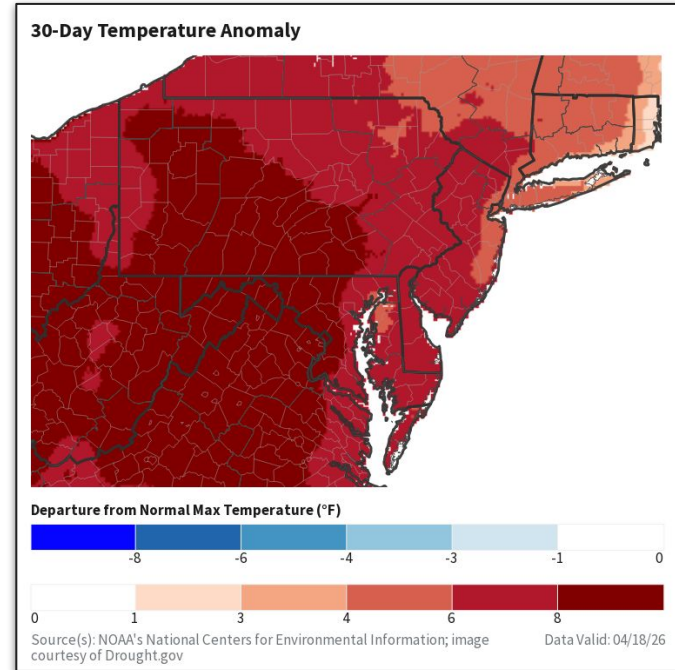 30-Day Temperature Anomaly
Departure from Normal Max Temperature (°F)
-8 -6 -4 -3 -1 0
0 1 3 4 6 8
Source(s): NOAA's National Centers for Environmental Information; image
courtesy of Drought.gov
Data Valid: 04/18/26